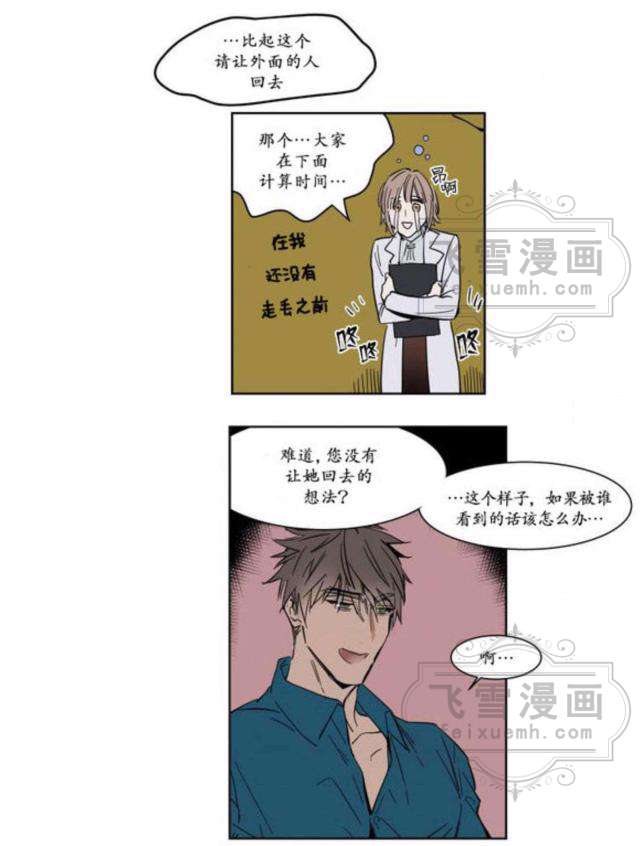 …比起这个
请让外面的人
回去
那个…大家
在下面
计算时间…
昂啊
在我
还没有
走毛之前
咚
咚
咚
飞雪漫画
feixuemh.com
难道，您没有
让她回去的
想法？
…这个样子，如果被谁
看到的话该怎么办…
啊…
飞雪漫画
feixuemh.com